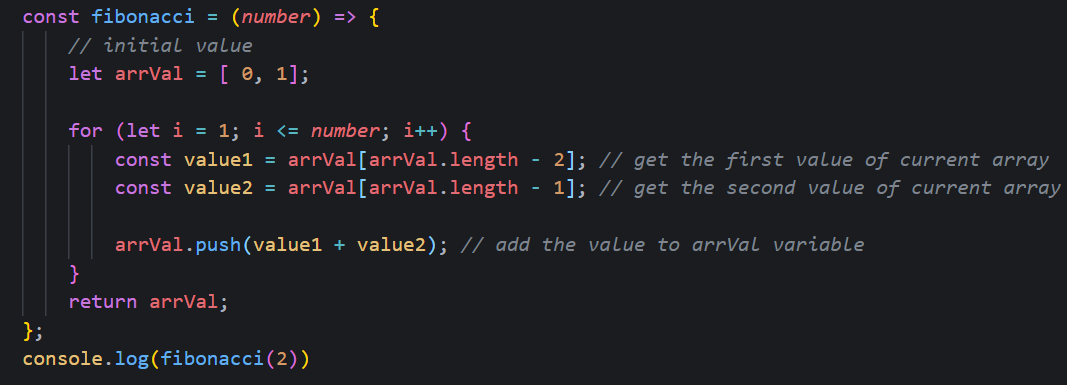 const fibonacci = (number) => {
    // initial value
    let arrVal = [ 0, 1];

    for (let i = 1; i <= number; i++) {
        const value1 = arrVal[arrVal.length - 2]; // get the first value of current array
        const value2 = arrVal[arrVal.length - 1]; // get the second value of current array

        arrVal.push(value1 + value2); // add the value to arrVal variable
    }
    return arrVal;
};
console.log(fibonacci(2))